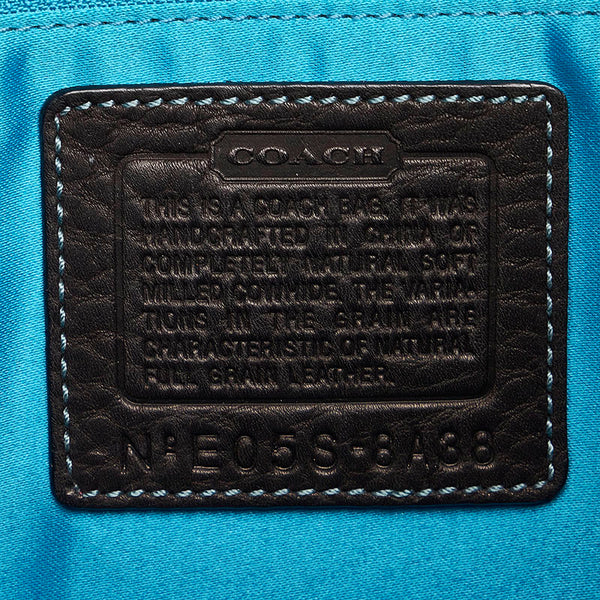 COACH
THIS IS A COACH BAG. IT WAS
HANDCRAFTED IN CHINA OF
COMPLETELY NATURAL SOFT
MILLED COWHIDE. THE VARIA-
TIONS IN THE GRAIN ARE
CHARACTERISTIC OF NATURAL
FULL GRAIN LEATHER.
Nº E05S-8A38